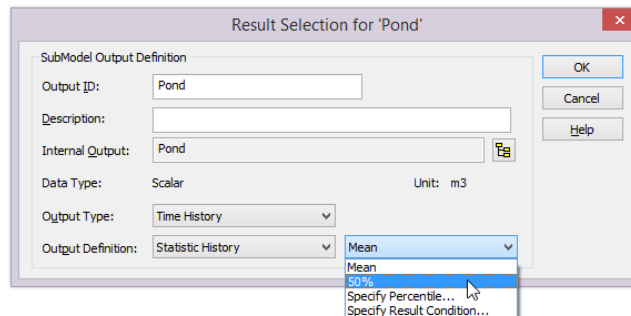 Result Selection for 'Pond'
SubModel Output Definition
Output ID: Pond
OK
Description:
Cancel
Internal Output: Pond
Help
Data Type: Scalar Unit: m3
Output Type: Time History
Output Definition: Statistic History Mean
Mean
50%
Specify Percentile...
Specify Result Condition...